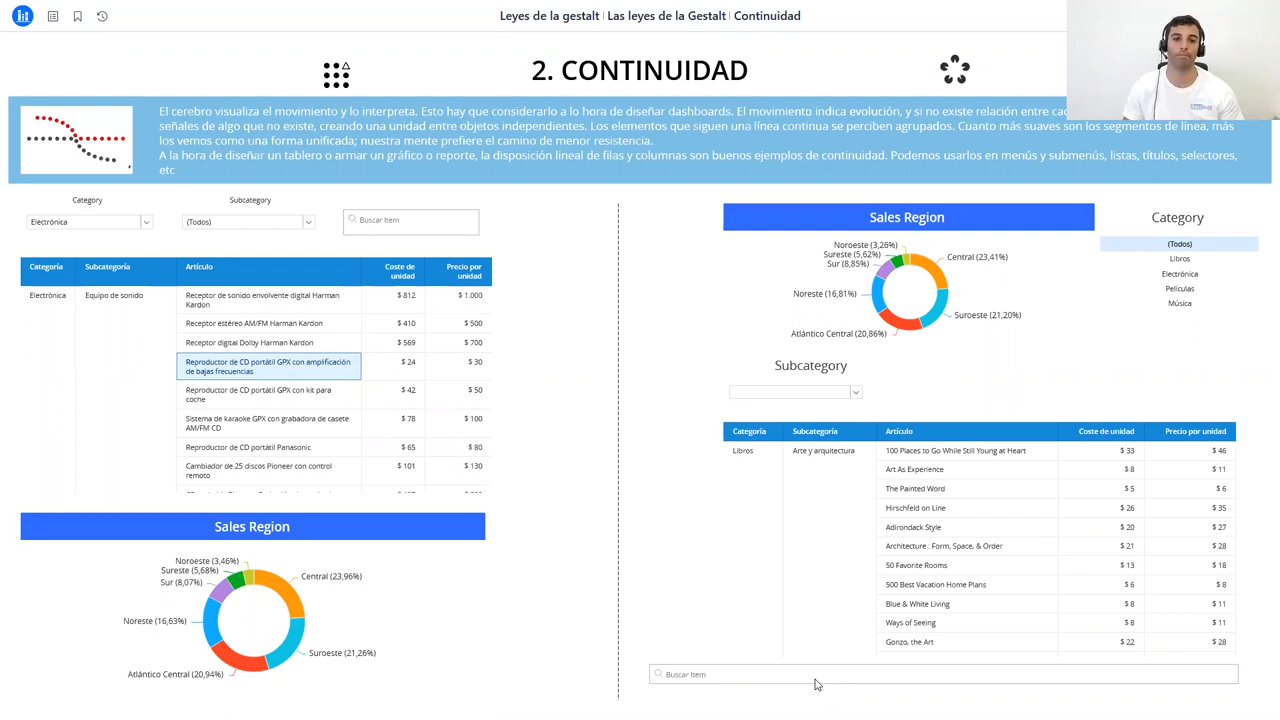 Leyes de la gestalt | Las leyes de la Gestalt | Continuidad
2. CONTINUIDAD
El cerebro visualiza el movimiento y lo interpreta. Esto hay que considerarlo a lo hora de diseñar dashboards. El movimiento indica evolución, y si no existe relación entre
señales de algo que no existe, creando una unidad entre objetos independientes. Los elementos que siguen una línea continua se perciben agrupados. Cuanto más suaves son los segmentos de línea, más
los vemos como una forma unificada; nuestra mente prefiere el camino de menor resistencia.
A la hora de diseñar un tablero o armar un gráfico o reporte, la disposición lineal de filas y columnas son buenos ejemplos de continuidad. Podemos usarlos en menús y submenús, listas, títulos, selectores,
etc
Category
Subcategory
Electrónica
(Todos)
Buscar Item
Categoría Subcategoría Artículo Coste de unidad Precio por unidad
Electrónica Equipo de sonido Receptor de sonido envolvente digital Harman Kardon $ 812 $ 1.000
Receptor estéreo AM/FM Harman Kardon $ 410 $ 500
Receptor digital Dolby Harman Kardon $ 569 $ 700
Reproductor de CD portátil GPX con amplificación de bajas frecuencias $ 24 $ 30
Reproductor de CD portátil GPX con kit para coche $ 42 $ 50
Sistema de karaoke GPX con grabadora de casete AM/FM CD $ 78 $ 100
Reproductor de CD portátil Panasonic $ 65 $ 80
Cambiador de 25 discos Pioneer con control remoto $ 101 $ 130
Sales Region
Noroeste (3,46%)
Sureste (5,68%)
Sur (8,07%)
Central (23,96%)
Noreste (16,63%)
Suroeste (21,26%)
Atlántico Central (20,94%)
Sales Region
Noroeste (3,26%)
Sureste (5,62%)
Sur (8,85%)
Central (23,41%)
Noreste (16,81%)
Suroeste (21,20%)
Atlántico Central (20,86%)
Category
(Todos)
Libros
Electrónica
Películas
Música
Subcategory
Categoría Subcategoría Artículo Coste de unidad Precio por unidad
Libros Arte y arquitectura 100 Places to Go While Still Young at Heart $ 33 $ 46
Art As Experience $ 8 $ 11
The Painted Word $ 5 $ 6
Hirschfeld on Line $ 26 $ 35
Adirondack Style $ 20 $ 27
Architecture : Form, Space, & Order $ 21 $ 28
50 Favorite Rooms $ 13 $ 18
500 Best Vacation Home Plans $ 6 $ 8
Blue & White Living $ 8 $ 11
Ways of Seeing $ 8 $ 11
Gonzo, the Art $ 22 $ 28
Buscar Item